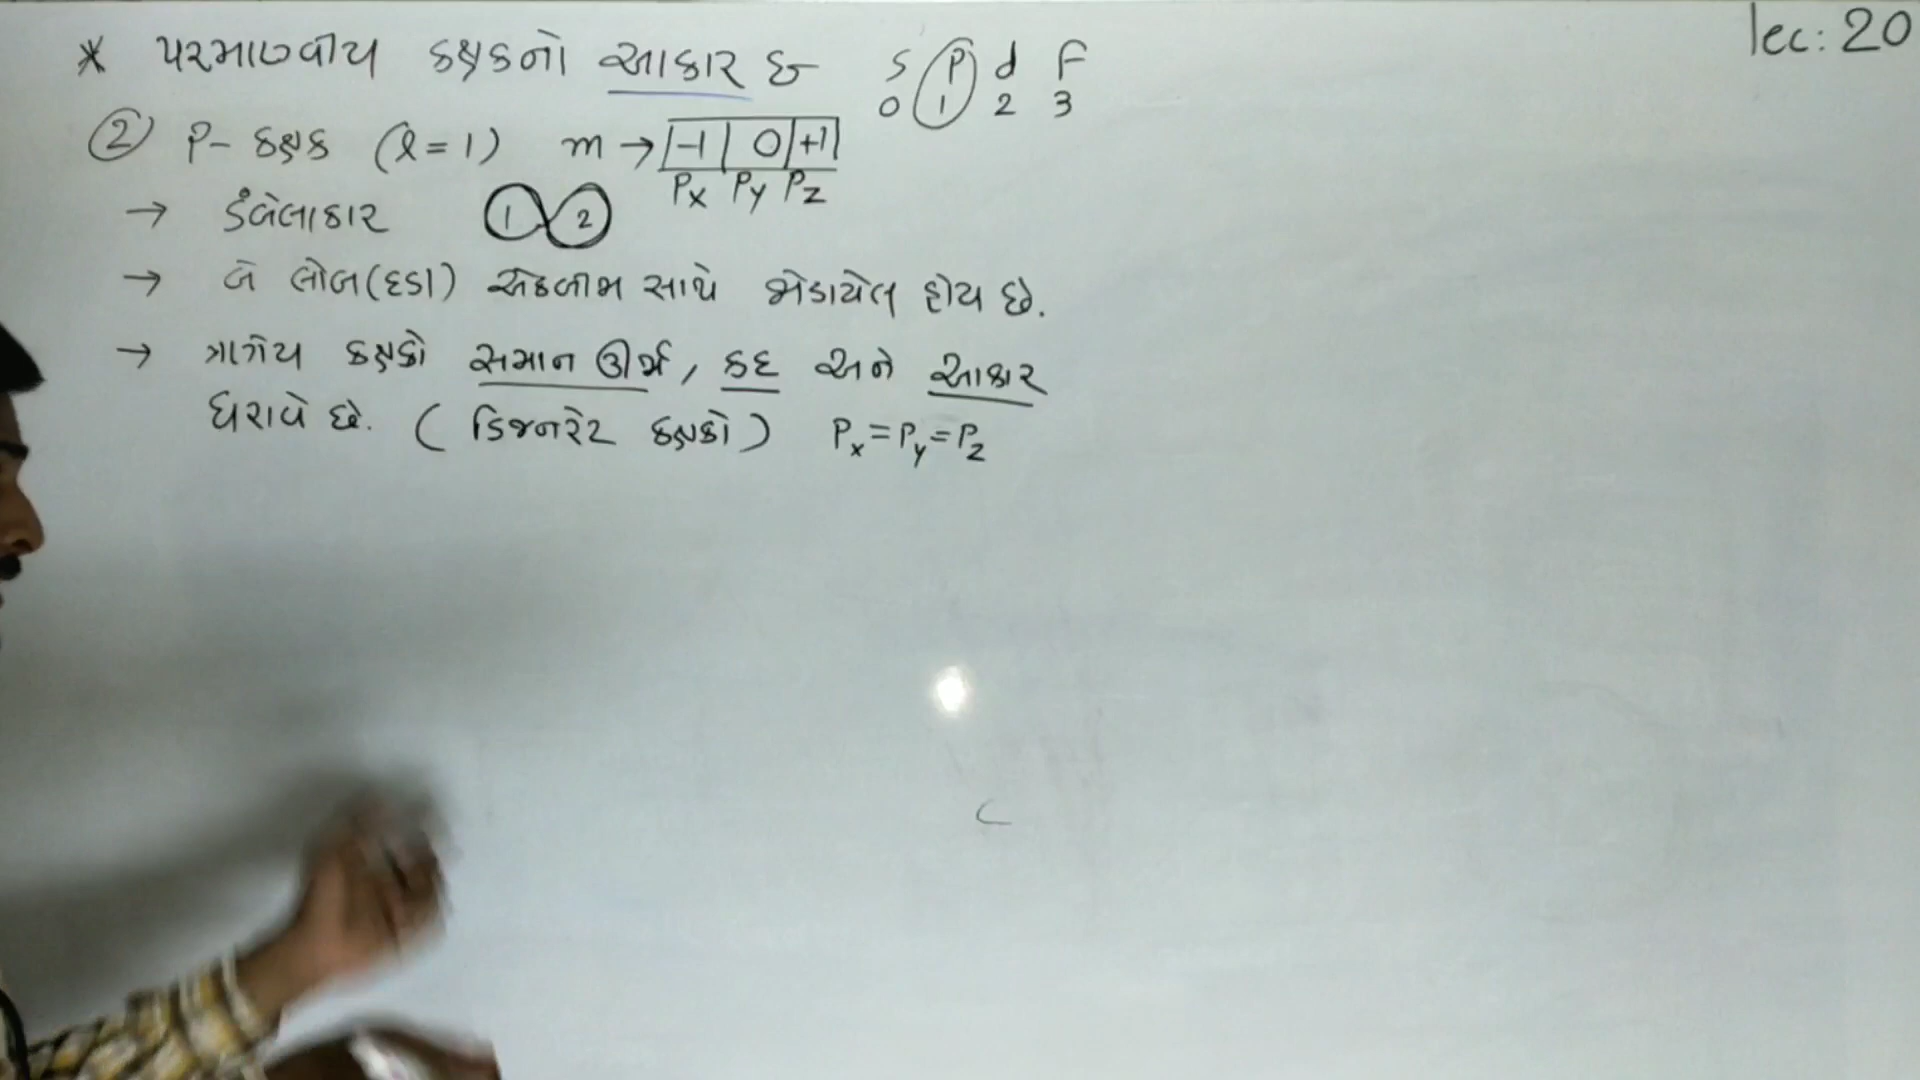 lec: 20
* પરમાણ્વીય કક્ષકનો આકાર :- s p d f
0 1 2 3
② P- કક્ષક (l = 1) m → -1 0 +1
Px Py Pz
→ ડંબેલાકાર 1 2
→ બે લોબ (દડા) એકબીજા સાથે જોડાયેલ હોય છે.
→ ત્રણેય કક્ષકો સમાન ઊર્જા, કદ અને આકાર
ધરાવે છે. ( ડિજનરેટ કક્ષકો ) Px = Py = Pz